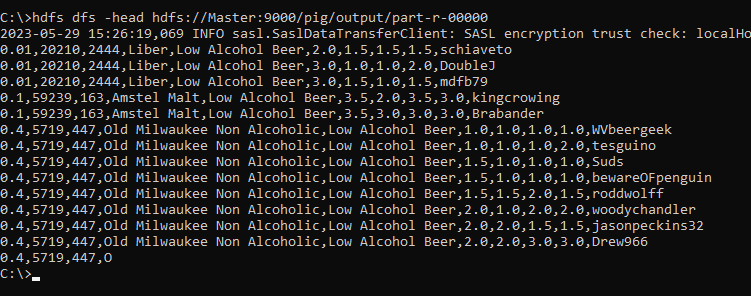 C:\>hdfs dfs -head hdfs://Master:9000/pig/output/part-r-00000
2023-05-29 15:26:19,069 INFO sasl.SaslDataTransferClient: SASL encryption trust check: localHo
0.01,20210,2444,Liber,Low Alcohol Beer,2.0,1.5,1.5,1.5,schiaveto
0.01,20210,2444,Liber,Low Alcohol Beer,3.0,1.0,1.0,2.0,DoubleJ
0.01,20210,2444,Liber,Low Alcohol Beer,1.5,1.0,1.0,1.5,mdfb79
0.1,59239,163,Amstel Malt,Low Alcohol Beer,3.5,2.0,3.5,3.0,kingcrowing
0.1,59239,163,Amstel Malt,Low Alcohol Beer,3.5,3.0,3.0,3.0,Brabander
0.4,5719,447,Old Milwaukee Non Alcoholic,Low Alcohol Beer,1.0,1.0,1.0,1.0,WVbeergeek
0.4,5719,447,Old Milwaukee Non Alcoholic,Low Alcohol Beer,1.0,1.0,1.0,2.0,tesguino
0.4,5719,447,Old Milwaukee Non Alcoholic,Low Alcohol Beer,1.5,1.0,1.0,1.0,Suds
0.4,5719,447,Old Milwaukee Non Alcoholic,Low Alcohol Beer,1.5,1.0,1.0,1.0,bewareOFpenguin
0.4,5719,447,Old Milwaukee Non Alcoholic,Low Alcohol Beer,1.5,1.5,2.0,1.5,roddwolff
0.4,5719,447,Old Milwaukee Non Alcoholic,Low Alcohol Beer,2.0,1.0,2.0,2.0,woodychandler
0.4,5719,447,Old Milwaukee Non Alcoholic,Low Alcohol Beer,2.0,2.0,1.5,1.5,jasonpeckins32
0.4,5719,447,Old Milwaukee Non Alcoholic,Low Alcohol Beer,2.0,2.0,3.0,3.0,Drew966
0.4,5719,447,O
C:\>